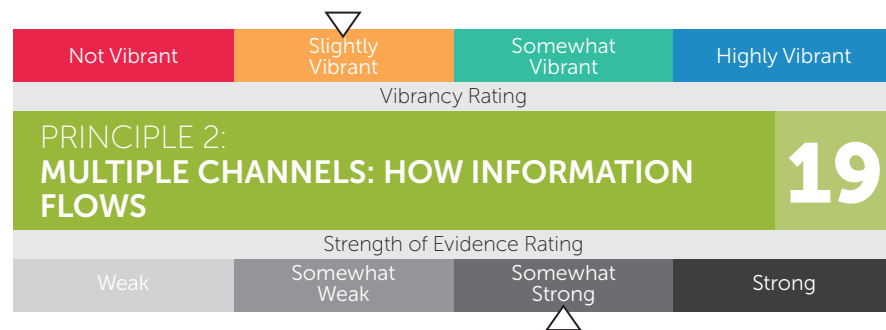 Not Vibrant
Slightly
Vibrant
Somewhat
Vibrant
Highly Vibrant
Vibrancy Rating
PRINCIPLE 2:
MULTIPLE CHANNELS: HOW INFORMATION
FLOWS
19
Strength of Evidence Rating
Weak
Somewhat
Weak
Somewhat
Strong
Strong